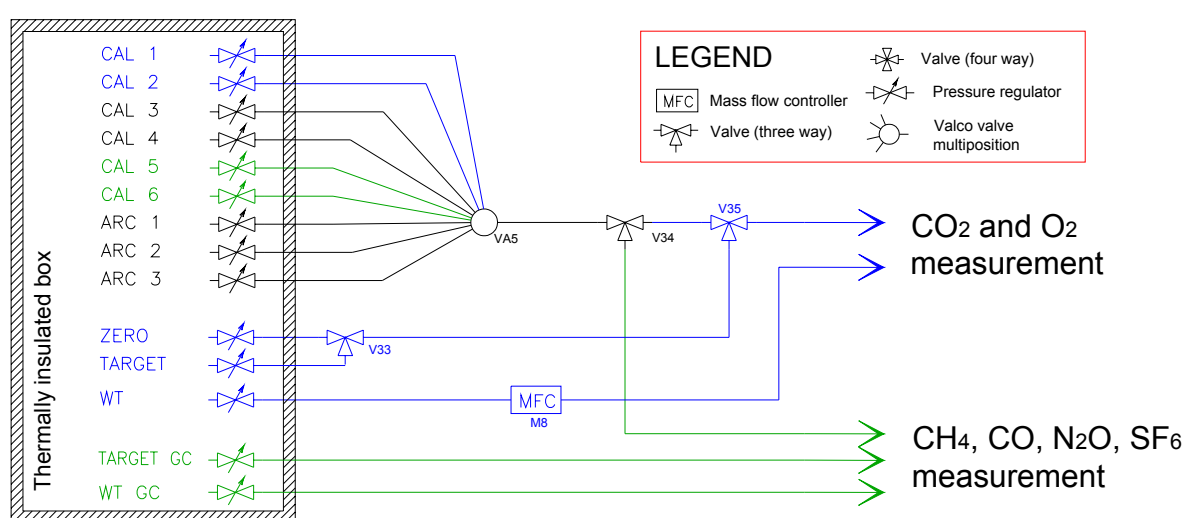 CAL 1
CAL 2
CAL 3
CAL 4
CAL 5
CAL 6
ARC 1
ARC 2
ARC 3
ZERO
TARGET
WT
TARGET GC
WT GC
Thermally insulated box
VA5
V34
V35
V33
MFC
M8
LEGEND
MFC Mass flow controller
Valve (three way)
Valve (four way)
Pressure regulator
Valco valve
multiposition
CO2 and O2
measurement
CH4, CO, N2O, SF6
measurement